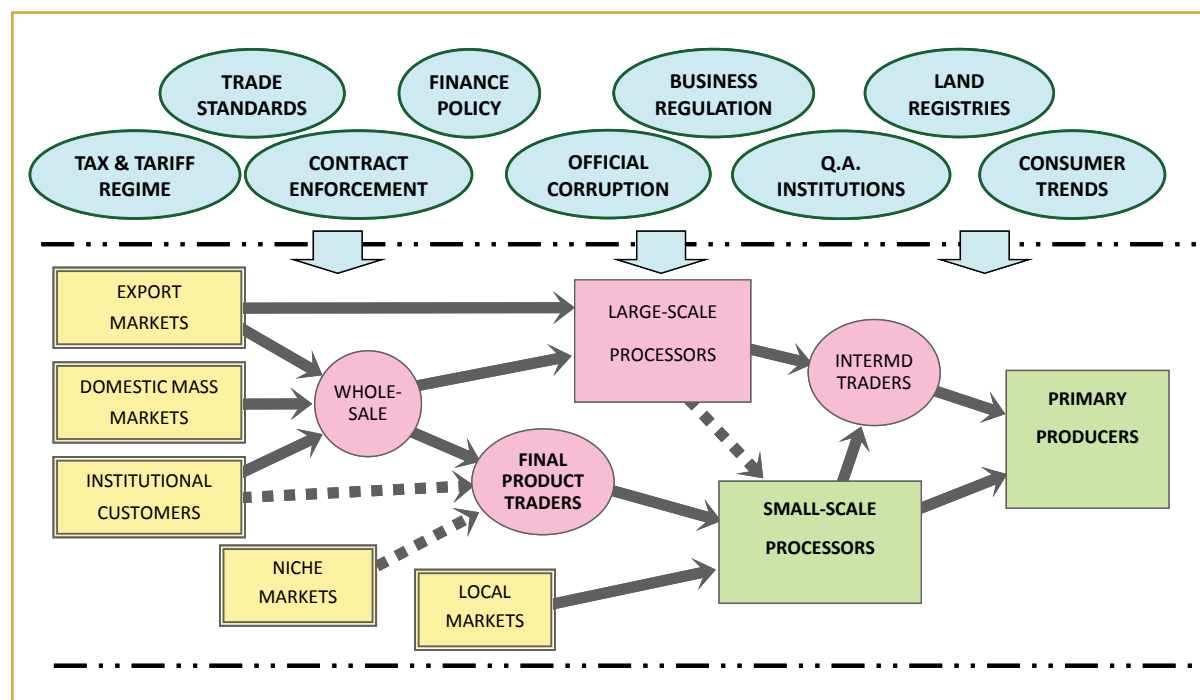 TRADE
STANDARDS
FINANCE
POLICY
BUSINESS
REGULATION
LAND
REGISTRIES
TAX & TARIFF
REGIME
CONTRACT
ENFORCEMENT
OFFICIAL
CORRUPTION
Q.A.
INSTITUTIONS
CONSUMER
TRENDS
EXPORT
MARKETS
LARGE-SCALE
PROCESSORS
DOMESTIC MASS
MARKETS
WHOLE-
SALE
INTERMD
TRADERS
PRIMARY
PRODUCERS
INSTITUTIONAL
CUSTOMERS
FINAL
PRODUCT
TRADERS
SMALL-SCALE
PROCESSORS
NICHE
MARKETS
LOCAL
MARKETS